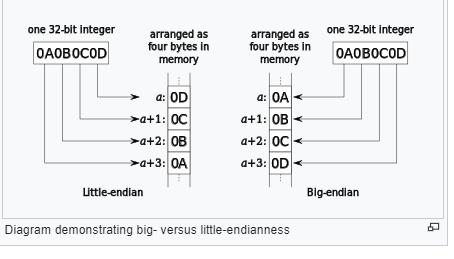 one 32-bit integer
0A0B0C0D
arranged as
four bytes in
memory
a: 0D
a+1: 0C
a+2: 0B
a+3: 0A
Little-endian
arranged as
four bytes in
memory
one 32-bit integer
0A0B0C0D
a: 0A
a+1: 0B
a+2: 0C
a+3: 0D
Big-endian
Diagram demonstrating big- versus little-endianness